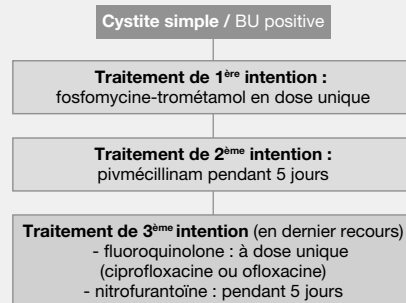 Cystite simple / BU positive
Traitement de 1ère intention :
fosfomycine-trométamol en dose unique
Traitement de 2ème intention :
pivmécillinam pendant 5 jours
Traitement de 3ème intention (en dernier recours)
- fluoroquinolone : à dose unique
(ciprofloxacine ou ofloxacine)
- nitrofurantoïne : pendant 5 jours